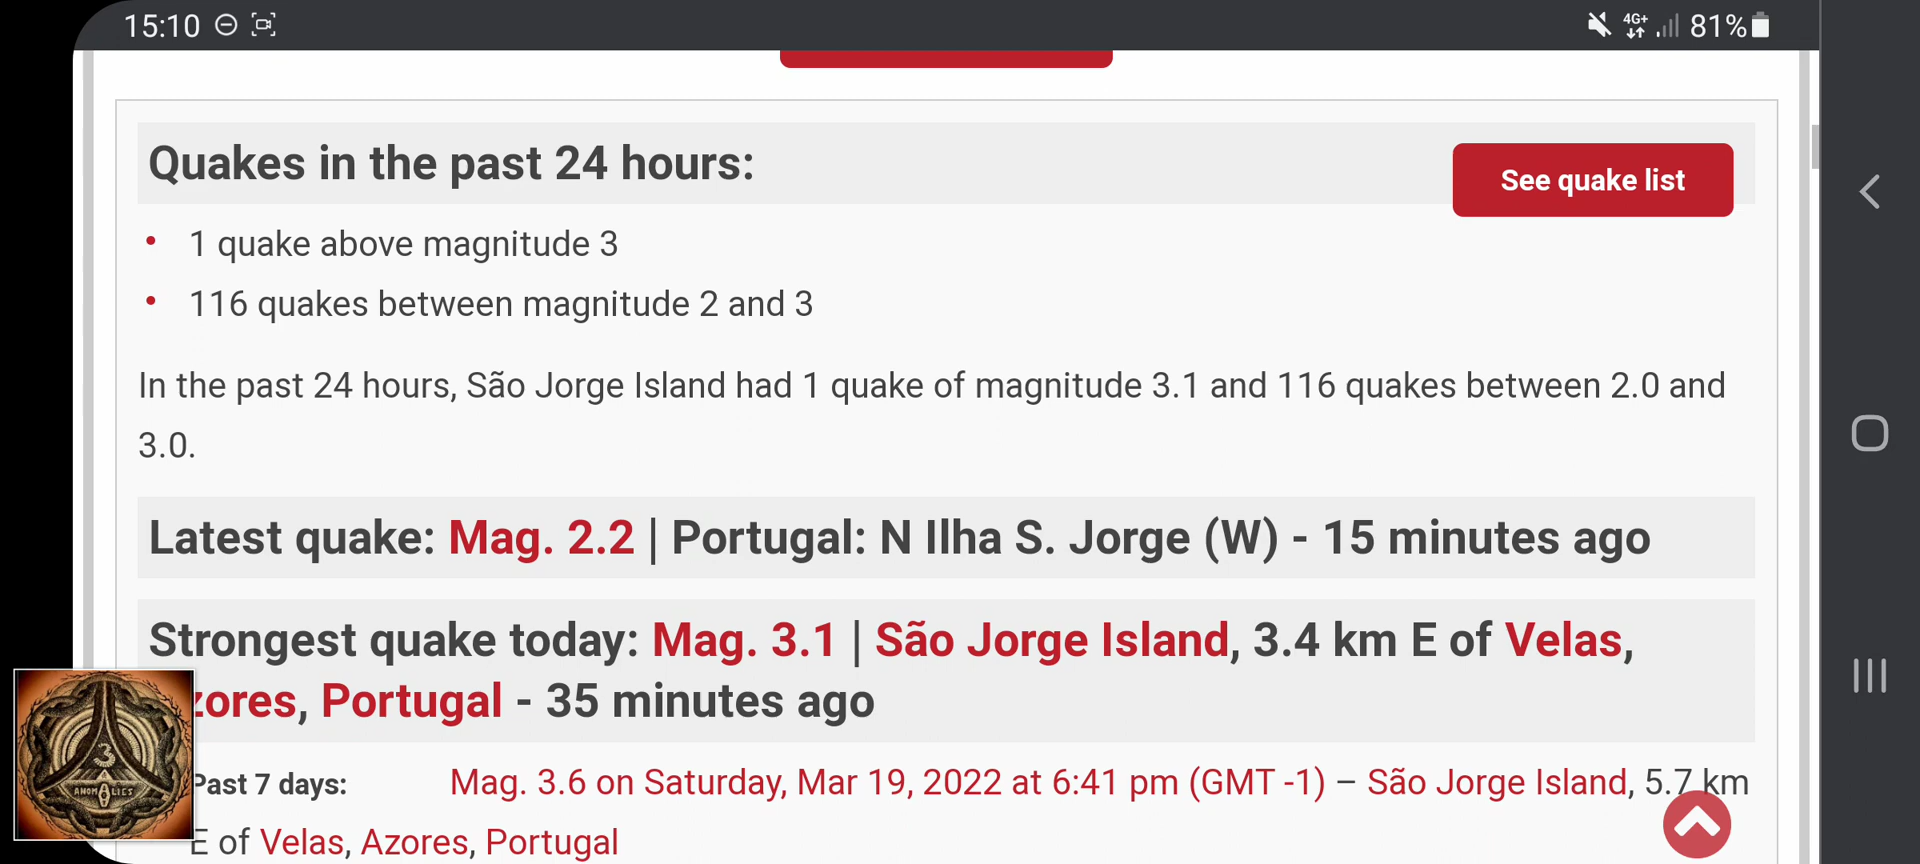 15:10
4G+ 81%
Quakes in the past 24 hours:
See quake list
1 quake above magnitude 3
116 quakes between magnitude 2 and 3
In the past 24 hours, São Jorge Island had 1 quake of magnitude 3.1 and 116 quakes between 2.0 and
3.0.
Latest quake: Mag. 2.2 | Portugal: N Ilha S. Jorge (W) - 15 minutes ago
Strongest quake today: Mag. 3.1 | São Jorge Island, 3.4 km E of Velas,
zores, Portugal - 35 minutes ago
Past 7 days: Mag. 3.6 on Saturday, Mar 19, 2022 at 6:41 pm (GMT -1) – São Jorge Island, 5.7 km
E of Velas, Azores, Portugal
3
ANOMALIES